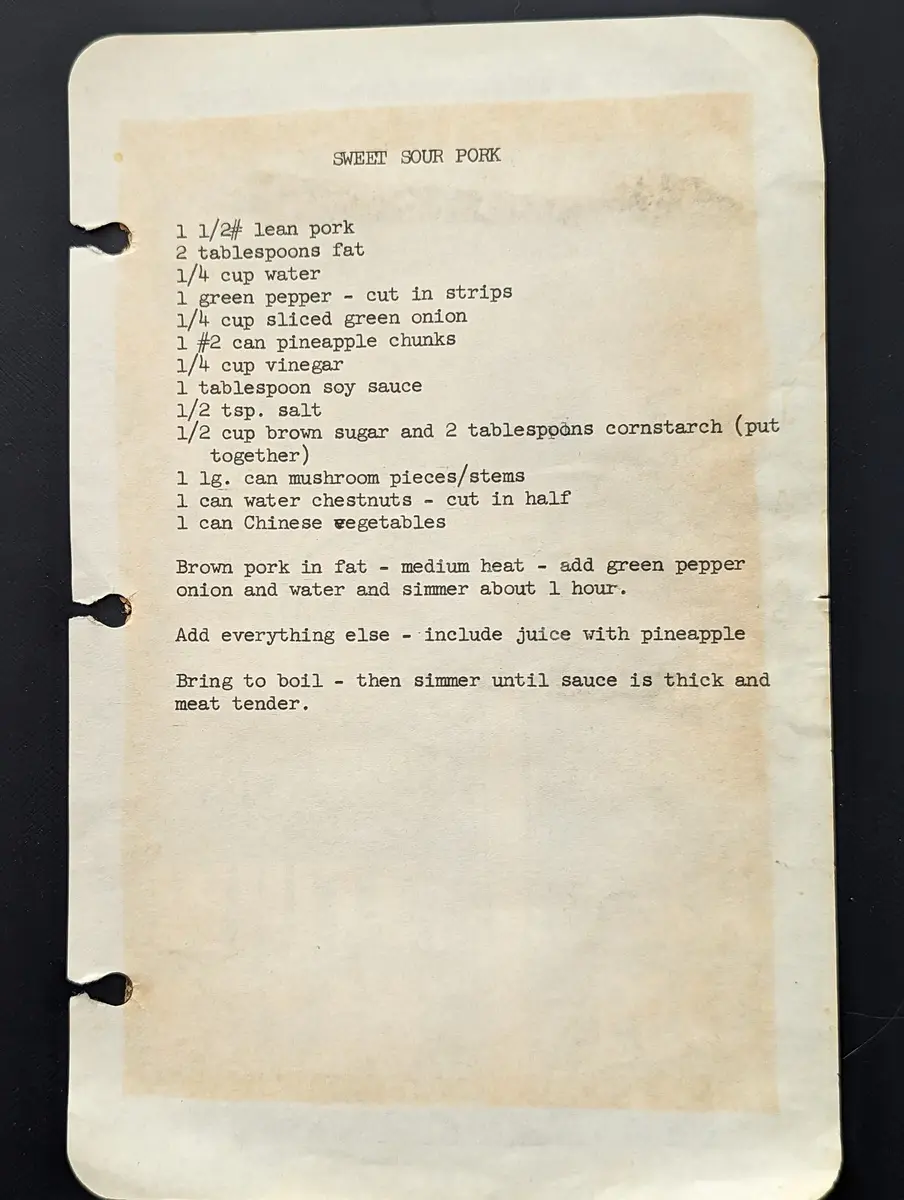 SWEET SOUR PORK
1 1/2# lean pork
2 tablespoons fat
1/4 cup water
1 green pepper - cut in strips
1/4 cup sliced green onion
1 #2 can pineapple chunks
1/4 cup vinegar
1 tablespoon soy sauce
1/2 tsp. salt
1/2 cup brown sugar and 2 tablespoons cornstarch (put
together)
1 lg. can mushroom pieces/stems
1 can water chestnuts - cut in half
1 can Chinese vegetables
Brown pork in fat - medium heat - add green pepper
onion and water and simmer about 1 hour.
Add everything else - include juice with pineapple
Bring to boil - then simmer until sauce is thick and
meat tender.